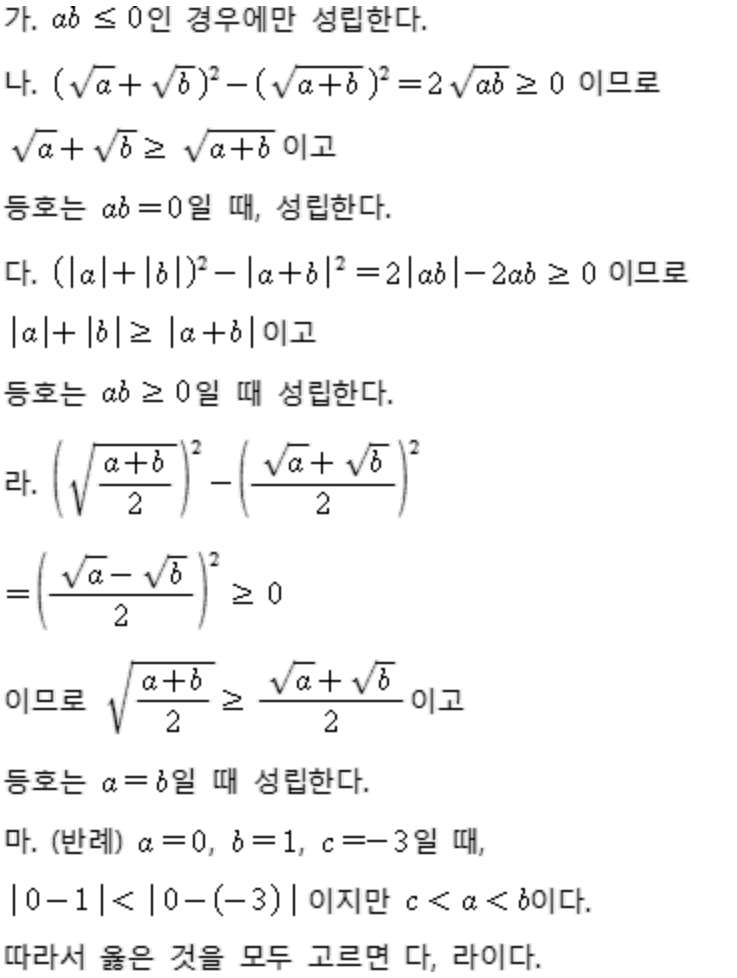 가. ab ≤ 0인 경우에만 성립한다.
나. (√a + √b)² − (√(a+b))² = 2√(ab) ≥ 0 이므로
√a + √b ≥ √(a+b) 이고
등호는 ab = 0일 때, 성립한다.
다. (|a| + |b|)² − |a+b|² = 2|ab| − 2ab ≥ 0 이므로
|a| + |b| ≥ |a+b| 이고
등호는 ab ≥ 0일 때 성립한다.
라. (√((a+b)/2))² − ((√a + √b)/2)²
= ((√a − √b)/2)² ≥ 0
이므로 √((a+b)/2) ≥ (√a + √b)/2 이고
등호는 a = b일 때 성립한다.
마. (반례) a = 0, b = 1, c = −3일 때,
|0−1| < |0−(−3)| 이지만 c < a < b이다.
따라서 옳은 것을 모두 고르면 다, 라이다.